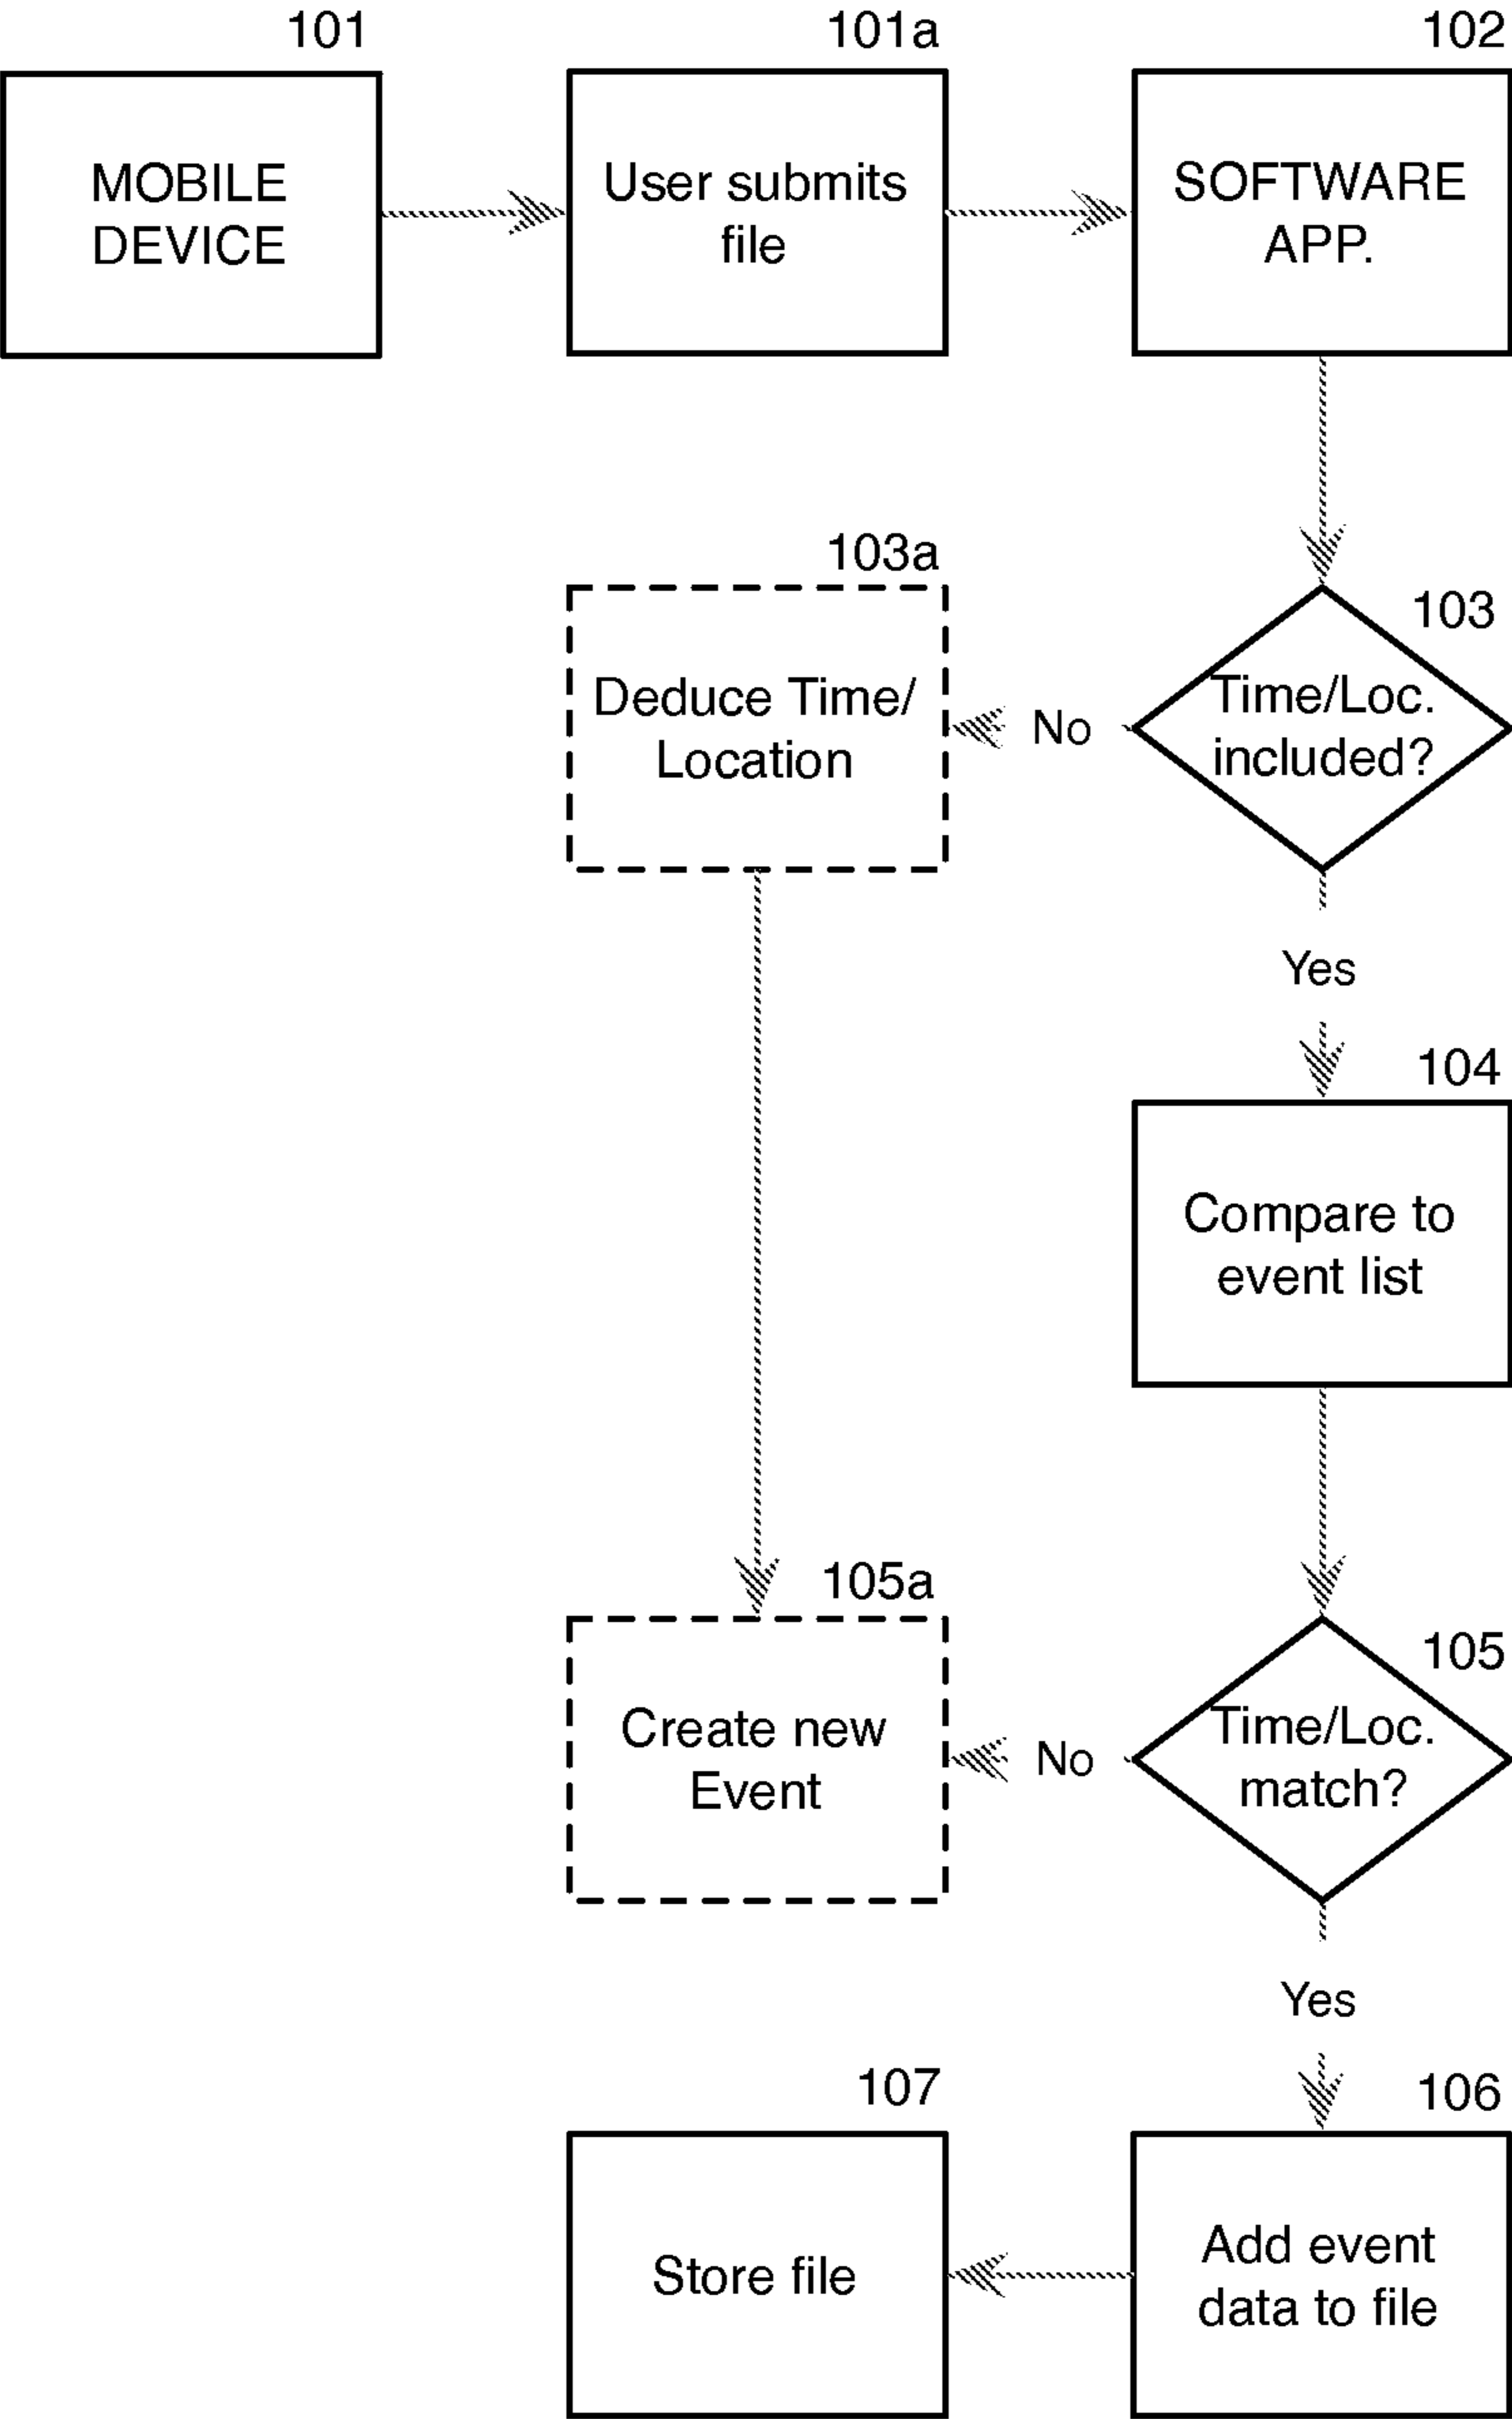 101
101a
102
MOBILE
DEVICE
User submits
file
SOFTWARE
APP.
103a
103
Deduce Time/
Location
No
Time/Loc.
included?
Yes
104
Compare to
event list
105a
105
Create new
Event
No
Time/Loc.
match?
Yes
107
106
Store file
Add event
data to file